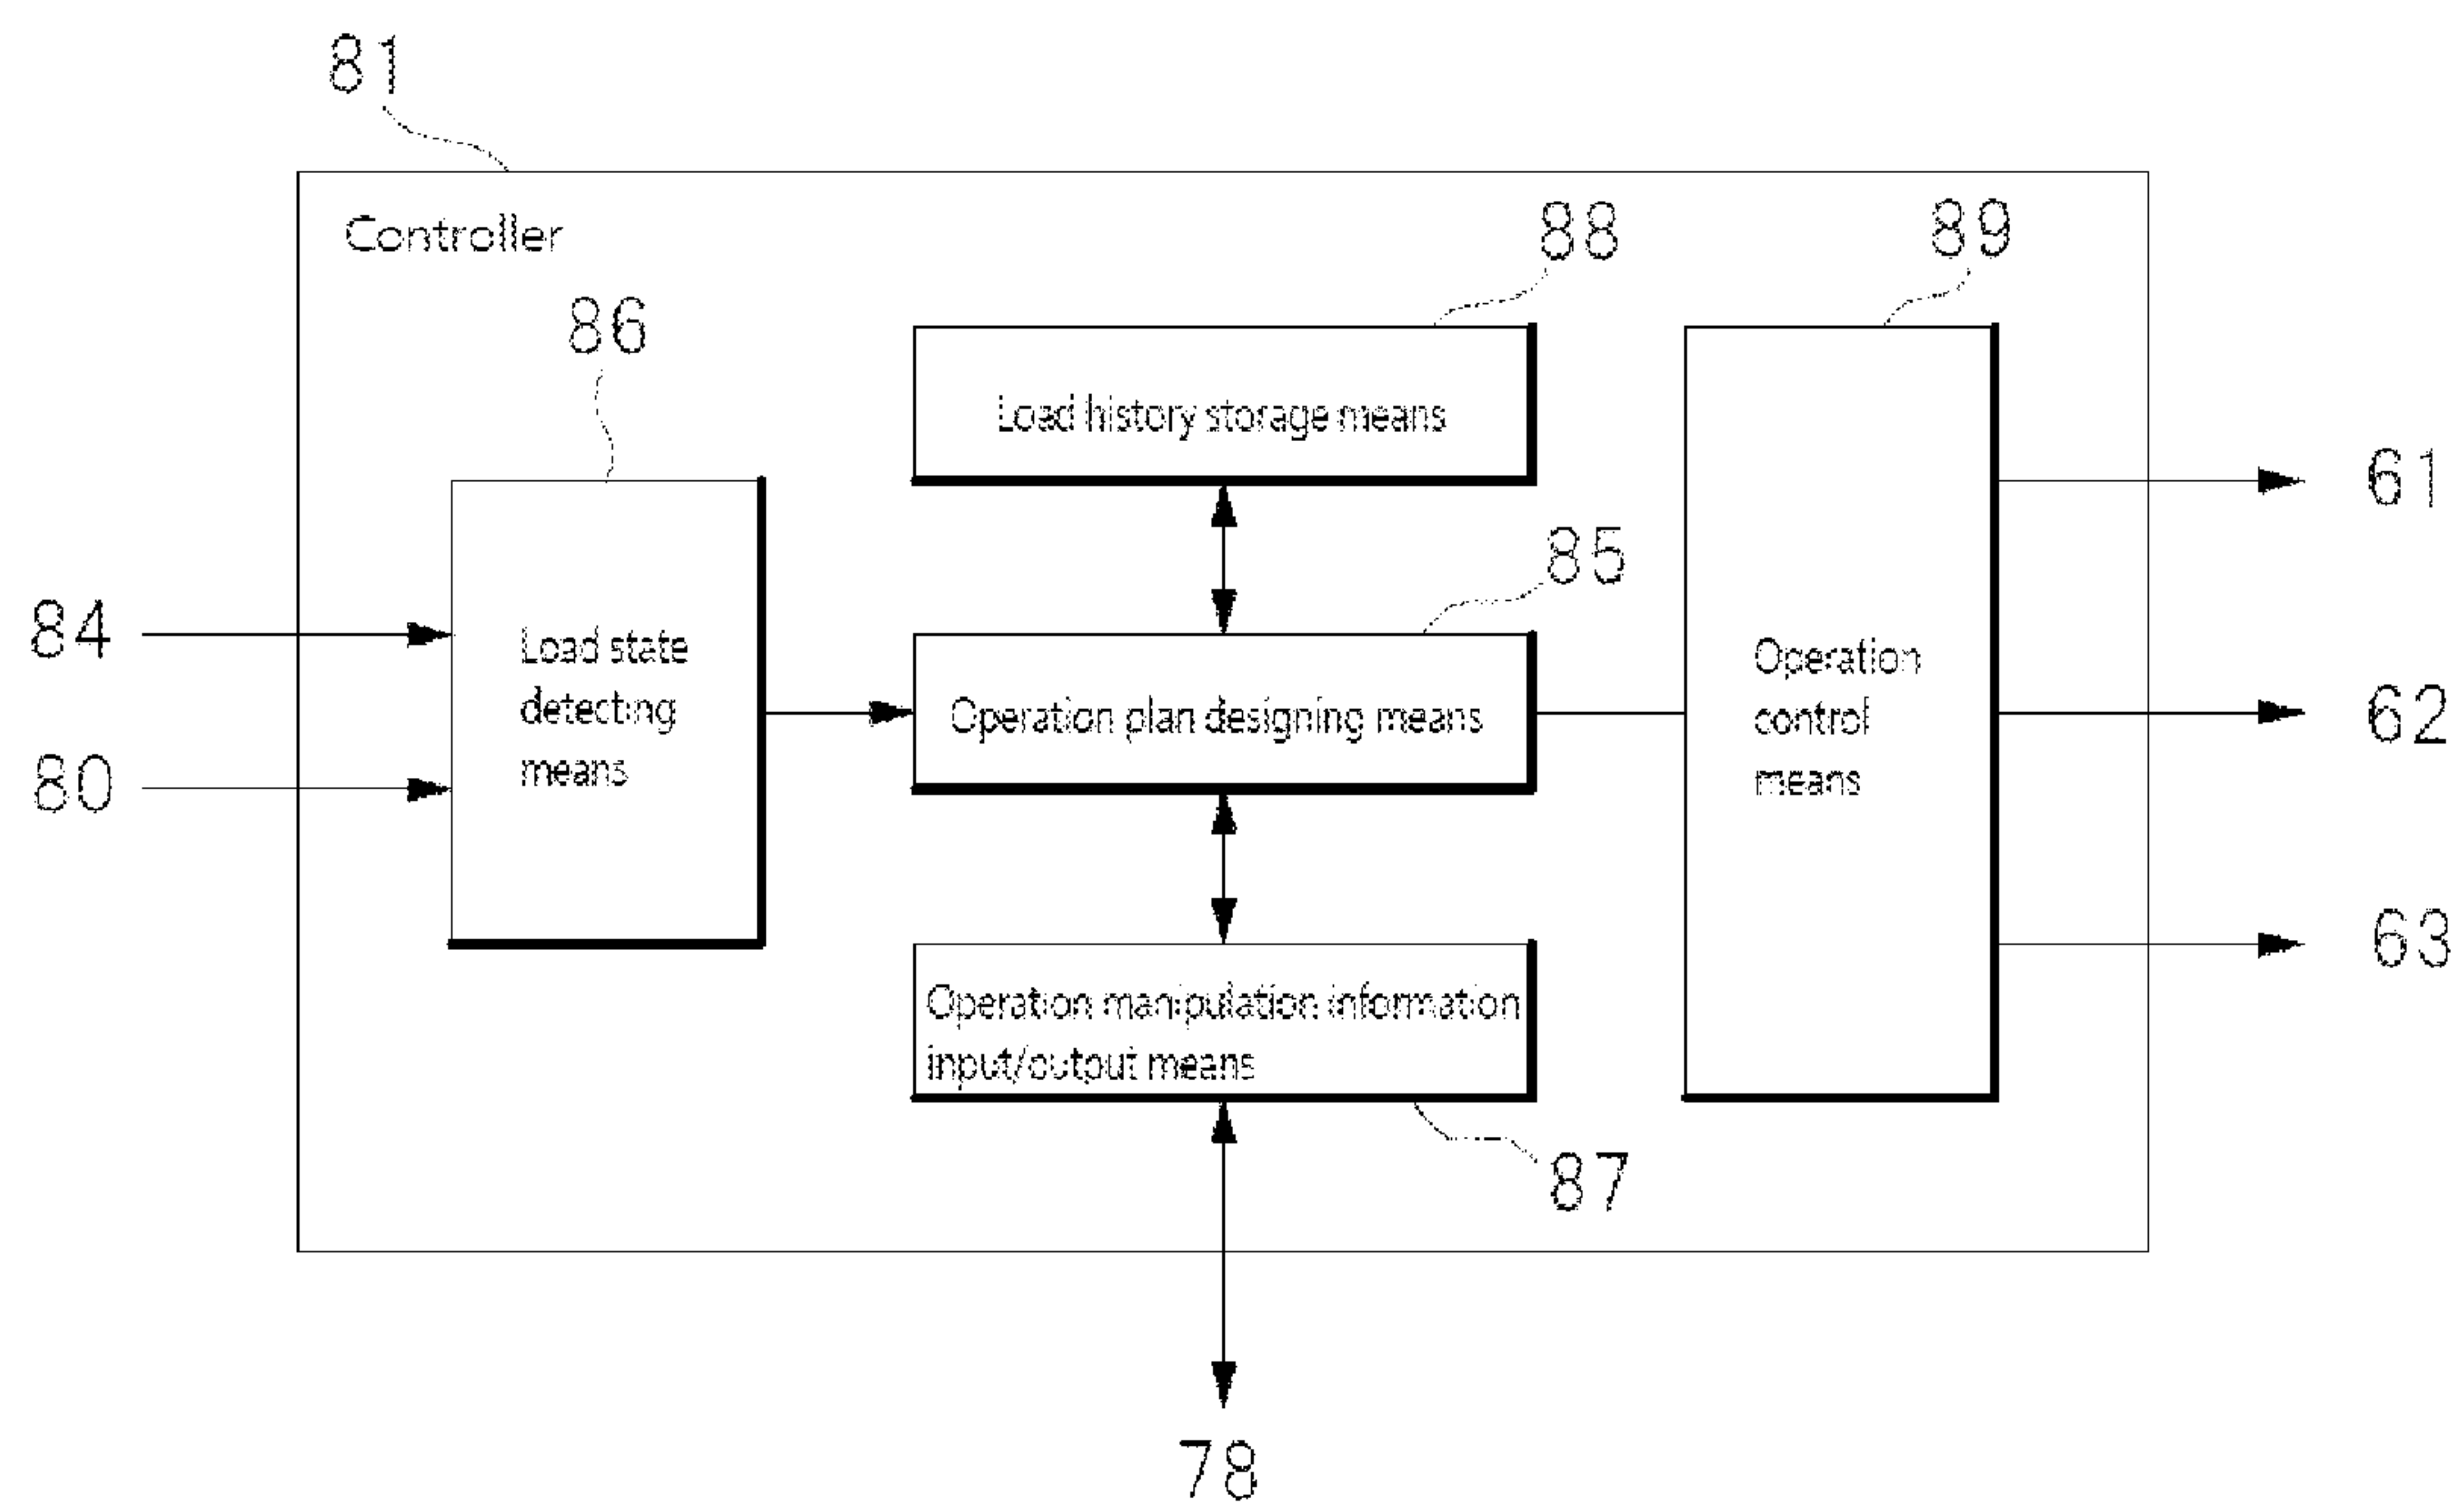 81
Controller
88
89
86
Load history storage means
61
85
84
Load state
detecting
means
Operation plan designing means
Operation
control
means
62
80
63
Operation manipulation information
input/output means
87
78